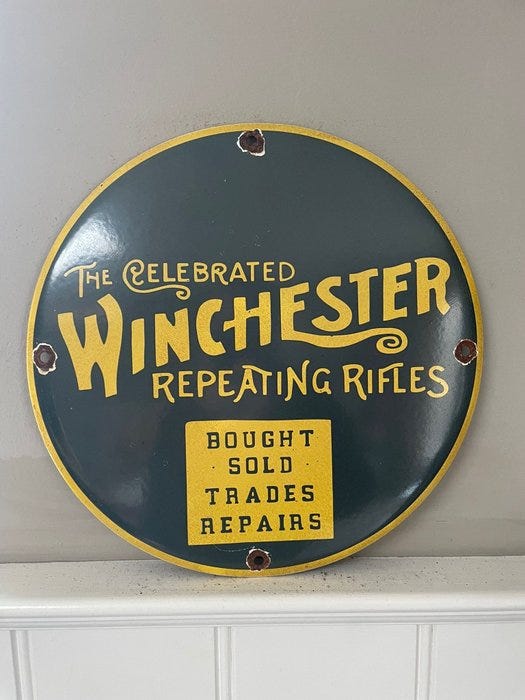 The Celebrated
Winchester
Repeating Rifles
BOUGHT
· SOLD ·
TRADES
REPAIRS